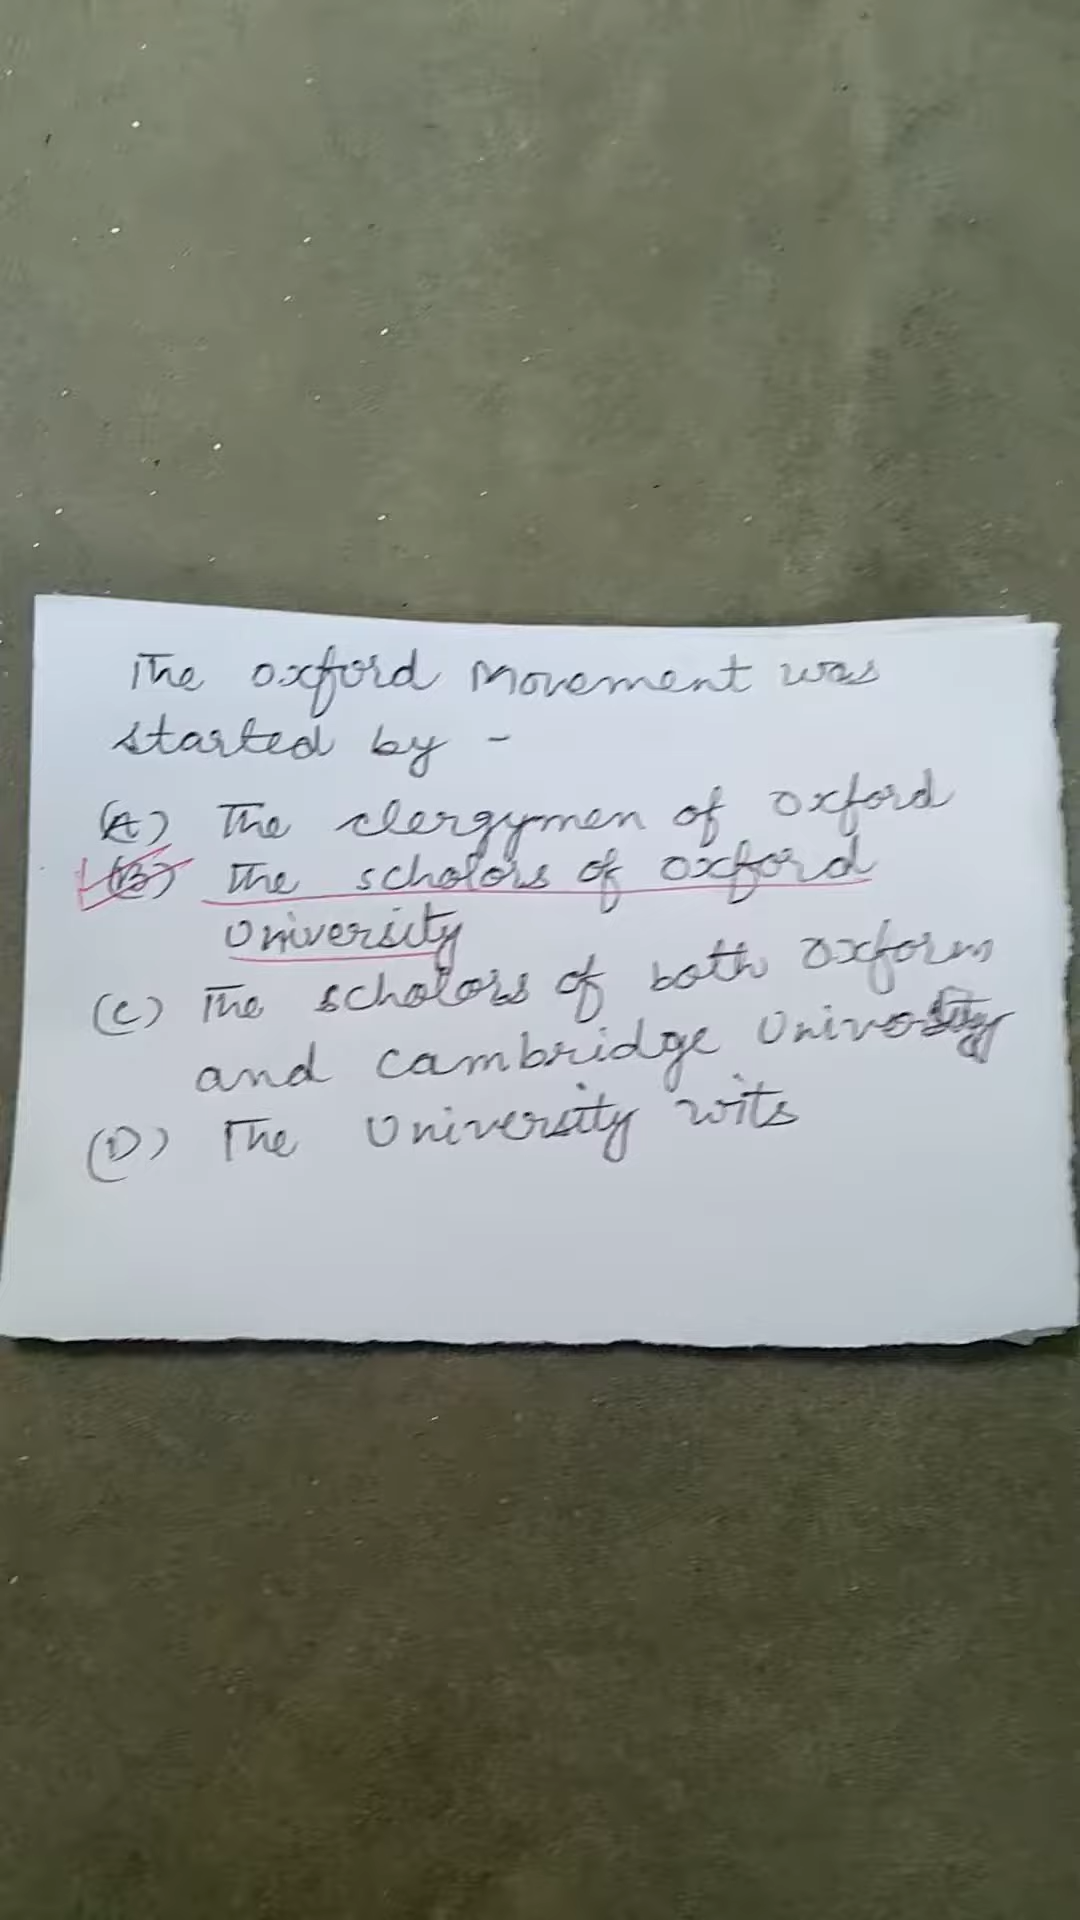 The oxford Movement was
started by -
(A) The clergymen of oxford
(B) The scholors of oxford
University
(C) The scholors of both oxform
and cambridge University
(D) The University wits